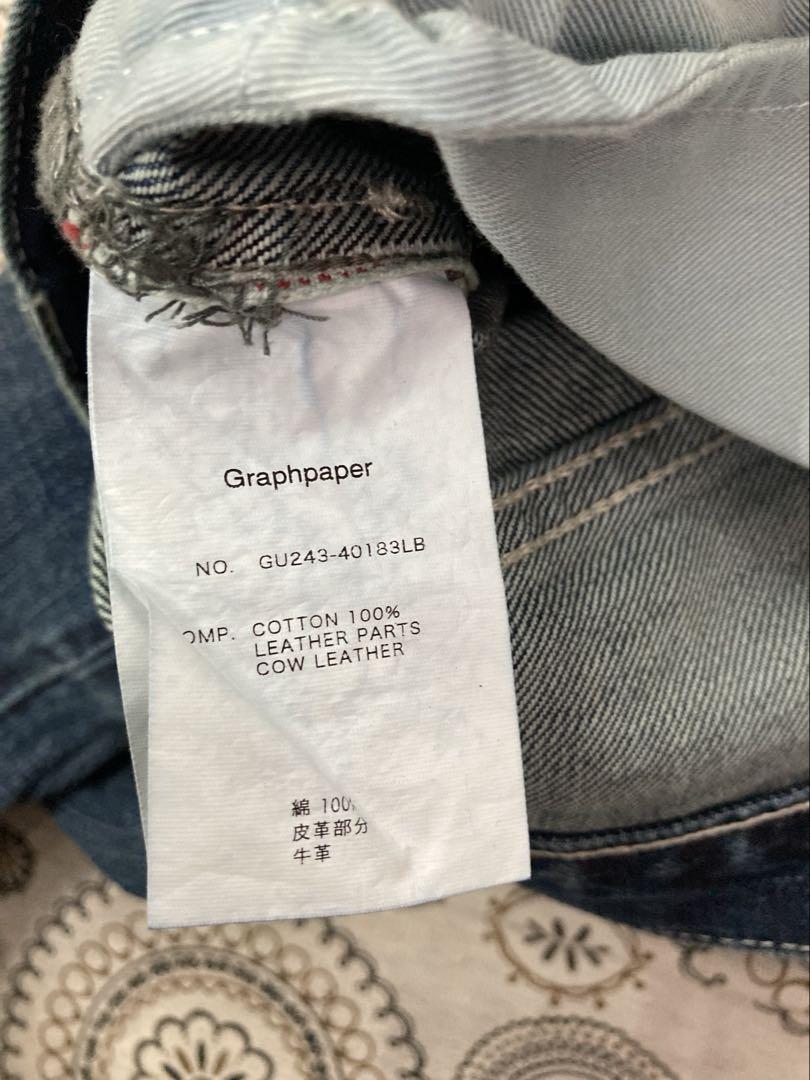 Graphpaper
NO. GU243-40183LB
OMP. COTTON 100%
LEATHER PARTS
COW LEATHER
綿 100%
皮革部分
牛革